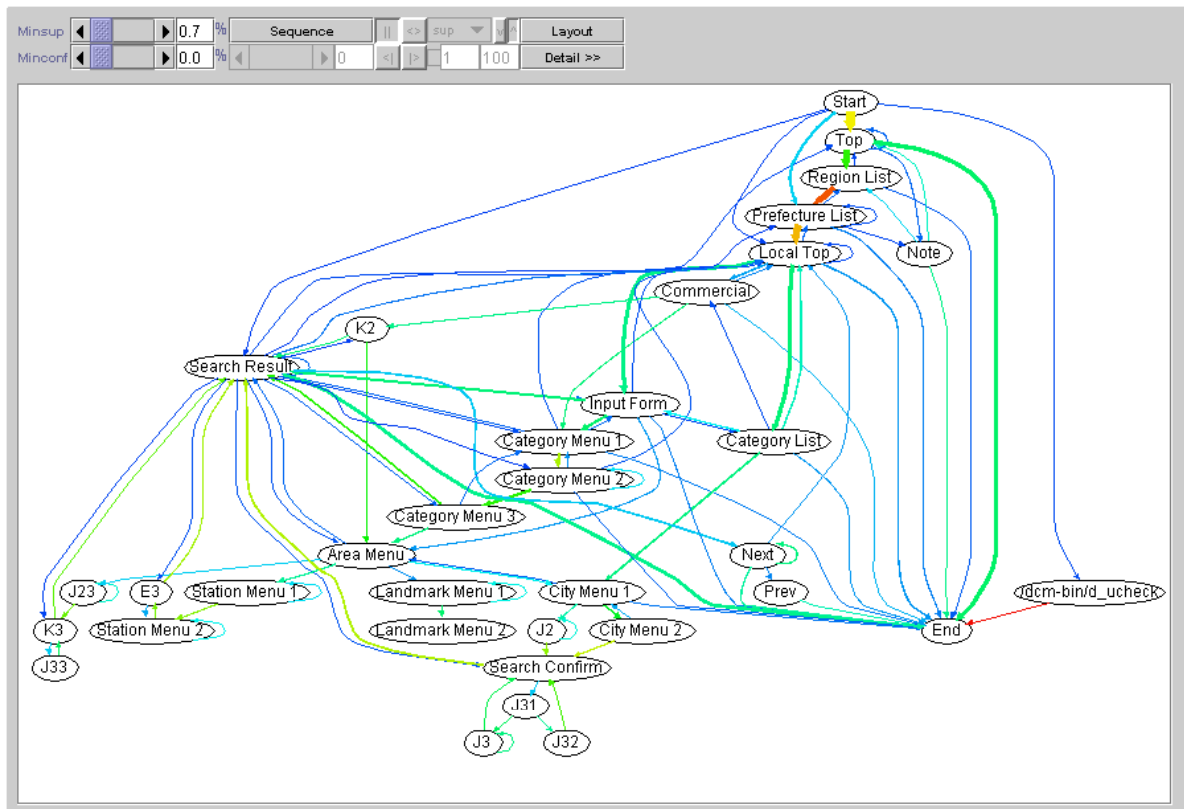 Minsup 0.7 % Sequence || <> sup v ^ Layout
Minconf 0.0 % 0 <| |> 1 100 Detail >>
Start
Top
Region List
Prefecture List
Local Top
Note
Commercial
K2
Search Result
Input Form
Category Menu 1
Category List
Category Menu 2
Category Menu 3
Area Menu
Next
J23
E3
Station Menu 1
Landmark Menu 1
City Menu 1
Prev
/dcm-bin/d_ucheck
K3
Station Menu 2
Landmark Menu 2
J2
City Menu 2
End
J33
Search Confirm
J31
J3
J32